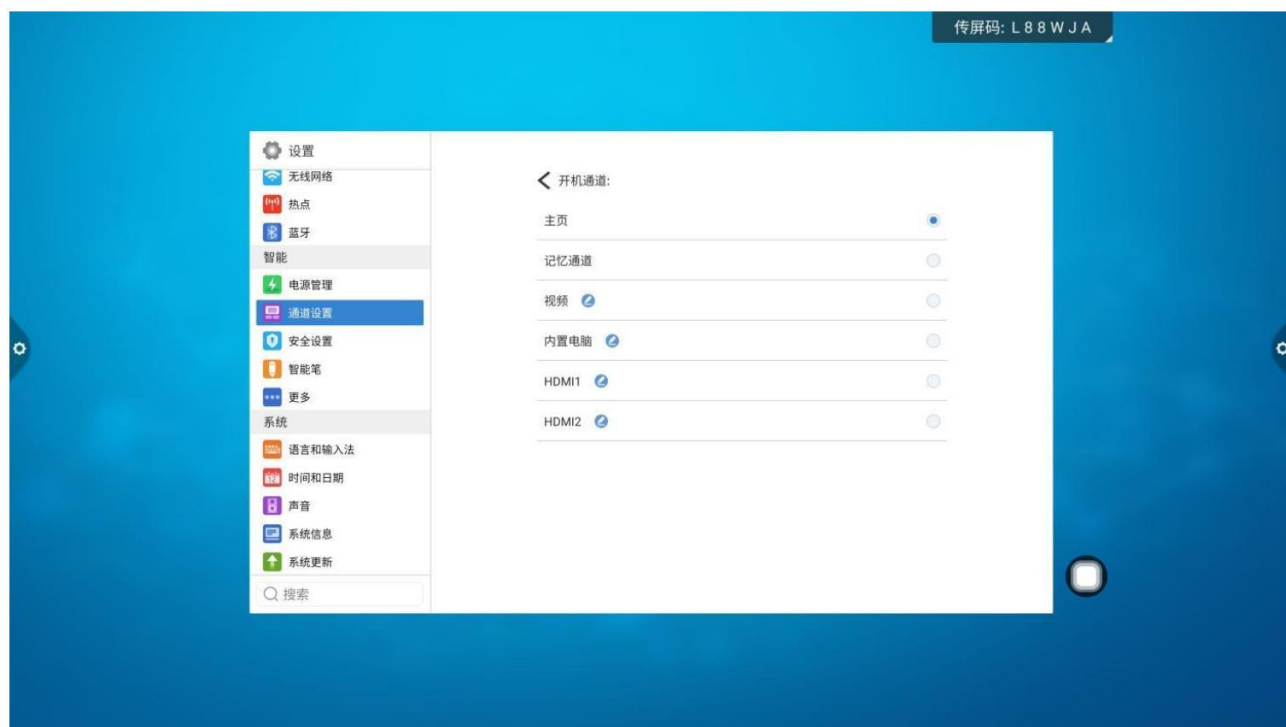 传屏码: L88WJA
设置
无线网络
热点
蓝牙
智能
电源管理
通道设置
安全设置
智能笔
更多
系统
语言和输入法
12
时间和日期
声音
系统信息
系统更新
搜索
开机通道:
主页
记忆通道
视频
内置电脑
HDMI1
HDMI2